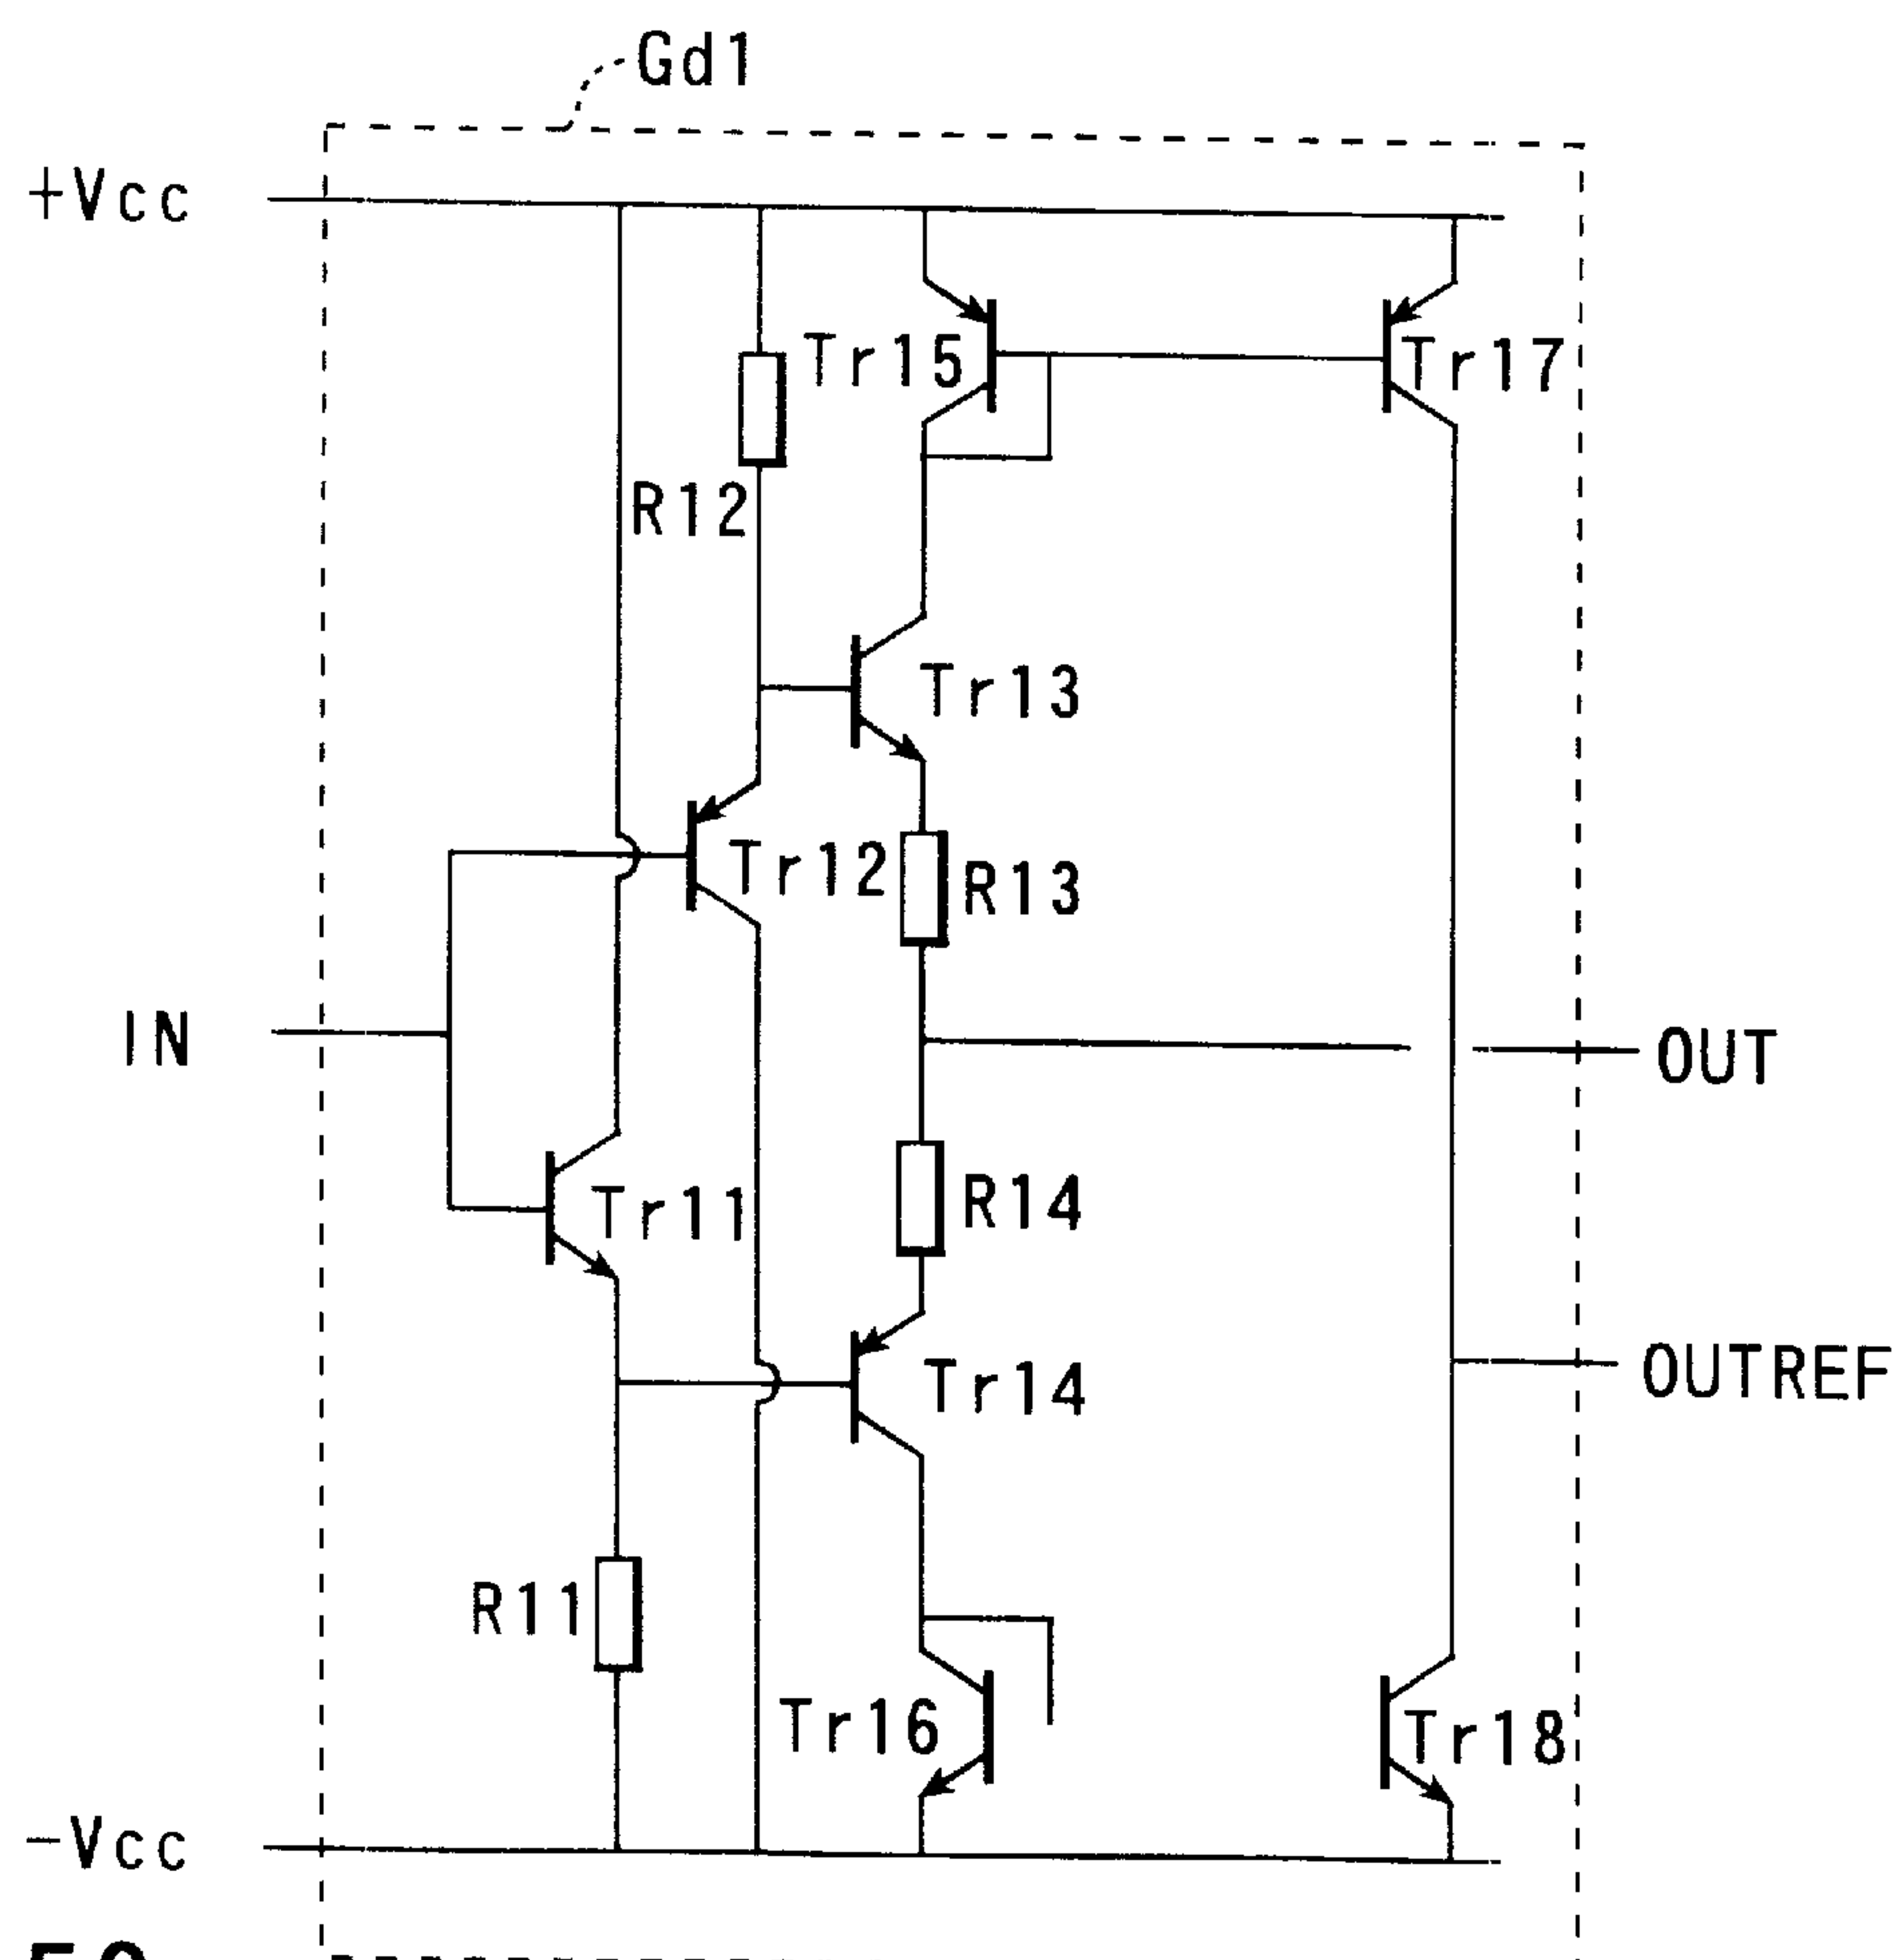 Gd1
+Vcc
Tr15
Tr17
R12
Tr13
Tr12
R13
IN
OUT
Tr11
R14
OUTREF
Tr14
R11
Tr16
Tr18
-Vcc